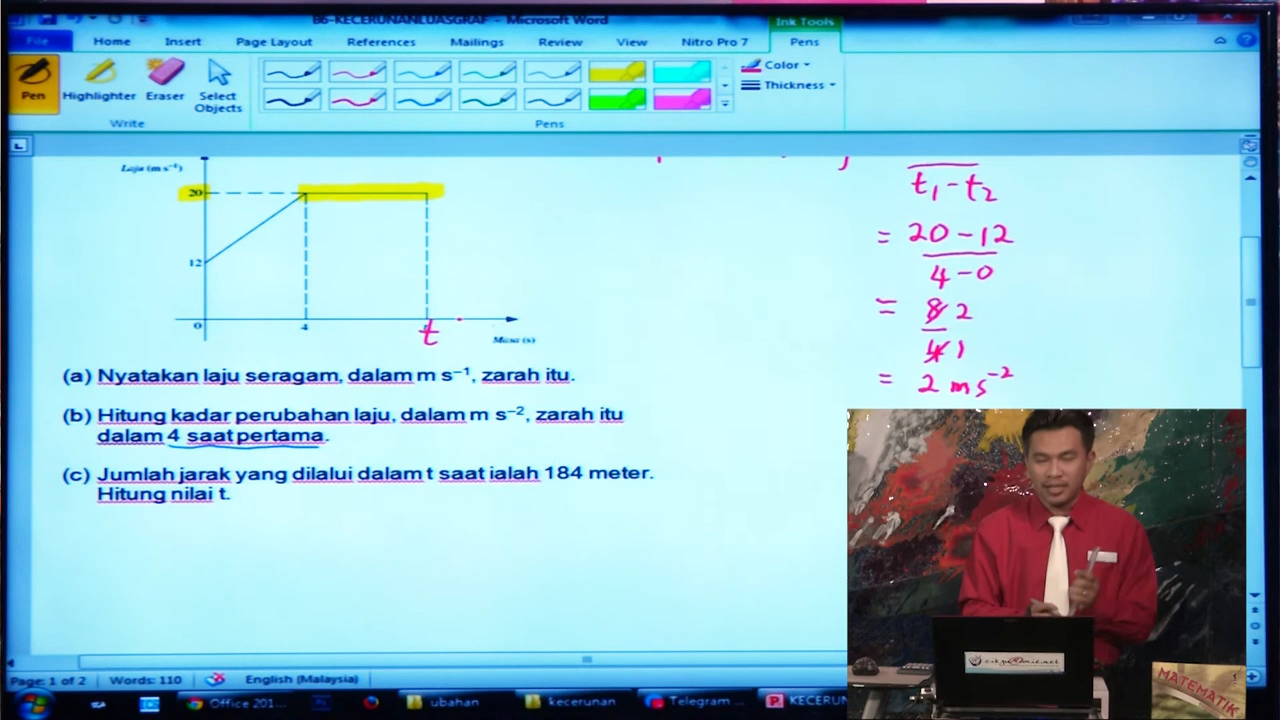 B6-KECERUNANLUASGRAF - Microsoft Word
Ink Tools
File Home Insert Page Layout References Mailings Review View Nitro Pro 7 Pens
Pen Highlighter Eraser Select Objects
Color
Thickness
Write
Pens
Laju (m s⁻¹)
20
12
0
4
t
Masa (s)
t₁-t₂
= 20-12
4-0
= 8 2
4 1
= 2 ms⁻²
(a) Nyatakan laju seragam, dalam m s⁻¹, zarah itu.
(b) Hitung kadar perubahan laju, dalam m s⁻², zarah itu
dalam 4 saat pertama.
(c) Jumlah jarak yang dilalui dalam t saat ialah 184 meter.
Hitung nilai t.
MATEMATIK
Page: 1 of 2 Words: 110 English (Malaysia)
Office 201... ubahan kecerunan Telegram ... KECERUN